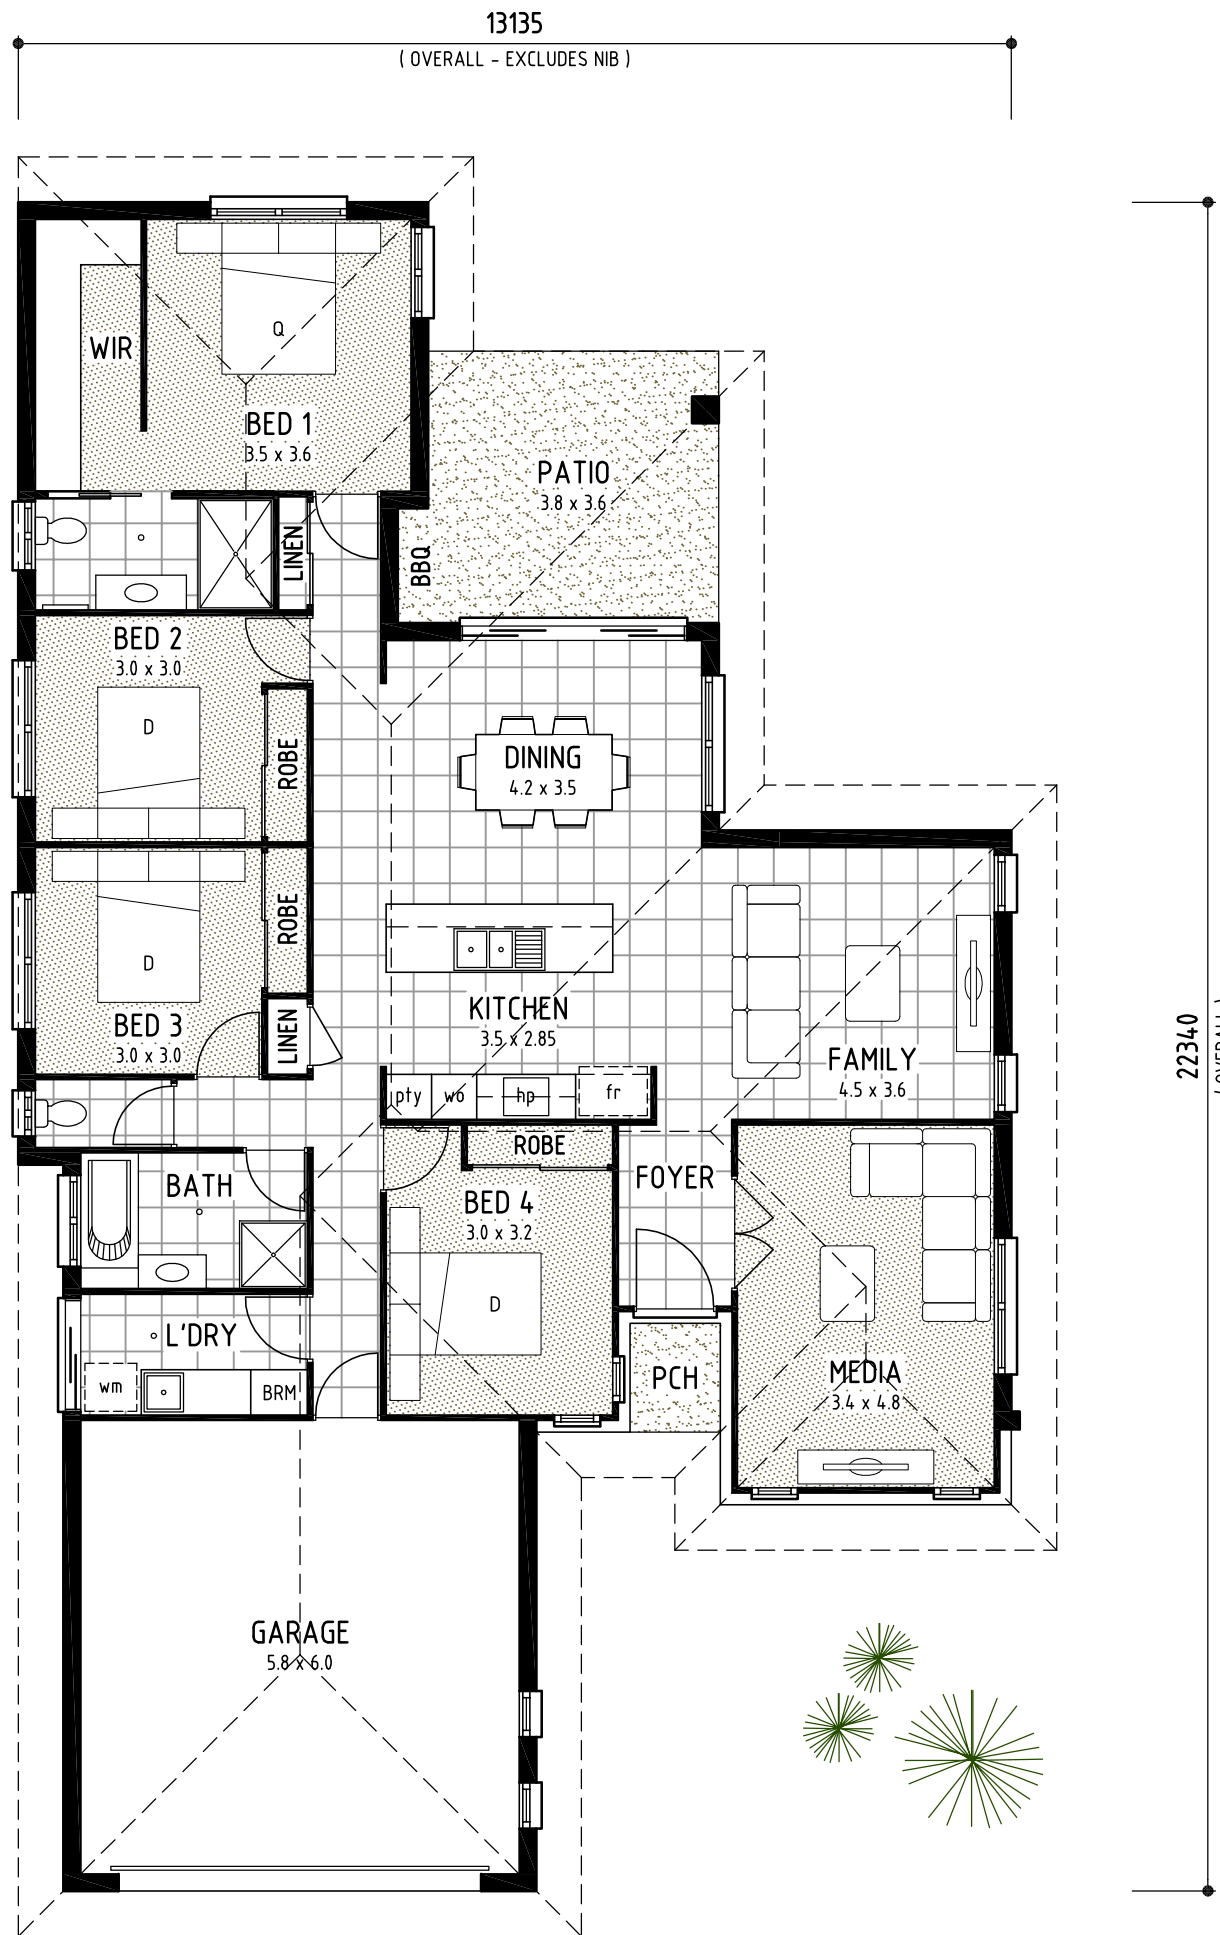 13135
( OVERALL - EXCLUDES NIB )
WIR
Q
BED 1
3.5 x 3.6
PATIO
3.8 x 3.6
LINEN
BBQ
BED 2
3.0 x 3.0
D
ROBE
DINING
4.2 x 3.5
ROBE
D
BED 3
3.0 x 3.0
LINEN
KITCHEN
3.5 x 2.85
FAMILY
4.5 x 3.6
22340
( OVERALL )
pty
wo
hp
fr
ROBE
BATH
BED 4
3.0 x 3.2
FOYER
D
L'DRY
wm
BRM
PCH
MEDIA
3.4 x 4.8
GARAGE
5.8 x 6.0